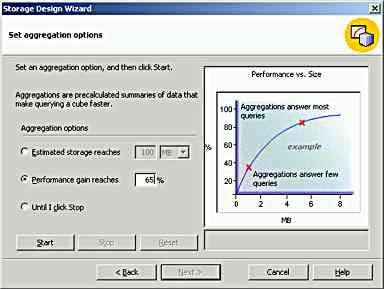 Storage Design Wizard
Set aggregation options
Set an aggregation option, and then click Start.
Aggregations are precalculated summaries of data that
make querying a cube faster.
Aggregation options
Estimated storage reaches 100 MB
Performance gain reaches 65 %
Until I click Stop
Start Stop Reset
Performance vs. Size
100
80
60
40
20
0
%
Aggregations answer most
queries
example
Aggregations answer few
queries
0 2 4 6 8
MB
< Back Next > Cancel Help